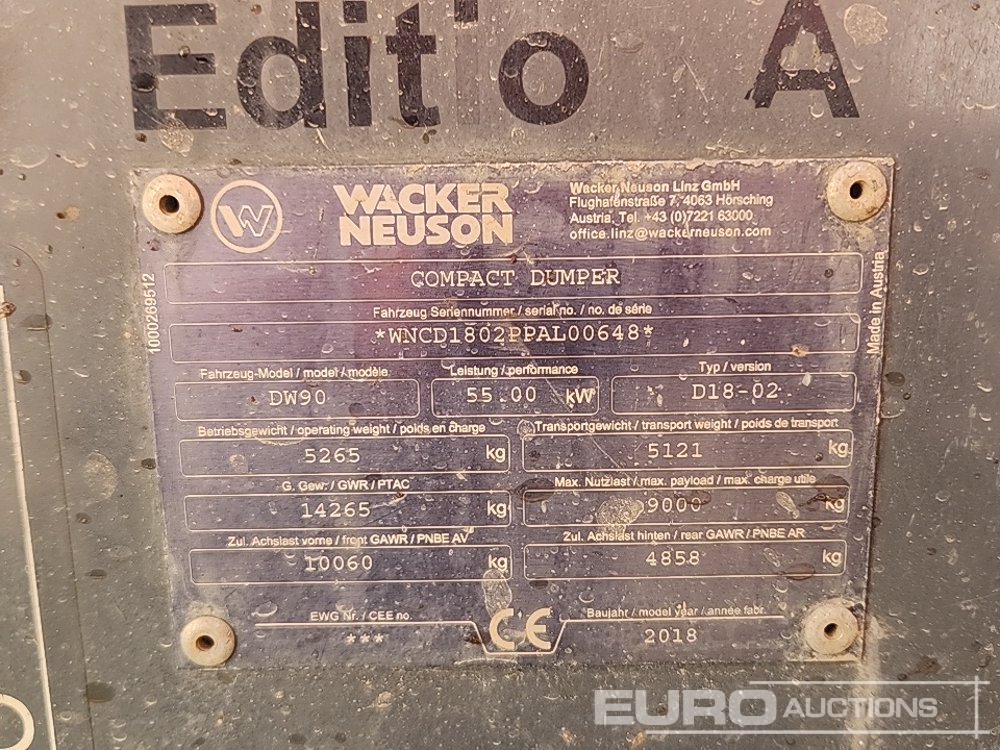 Edit'o A
WACKER
NEUSON
Wacker Neuson Linz GmbH
Flughafenstraße 7, 4063 Hörsching
Austria, Tel. +43 (0)7221 63000
office.linz@wackerneuson.com
1000269512
Made in Austria
COMPACT DUMPER
Fahrzeug Seriennummer / serial no. / no. de série
*WNCD1802PPAL00648*
Fahrzeug-Model / model / modèle
Leistung / performance
Typ / version
DW90
55.00 kW
D18-02
Betriebsgewicht / operating weight / poids en charge
Transportgewicht / transport weight / poids de transport
5265 kg
5121 kg
G. Gew. / GWR / PTAC
Max. Nutzlast / max. payload / max. charge utile
14265 kg
9000 kg
Zul. Achslast vorne / front GAWR / PNBE AV
Zul. Achslast hinten / rear GAWR / PNBE AR
10060 kg
4858 kg
EWG Nr. / CEE no.
Baujahr / model year / année fabr.
***
CE
2018
EURO AUCTIONS